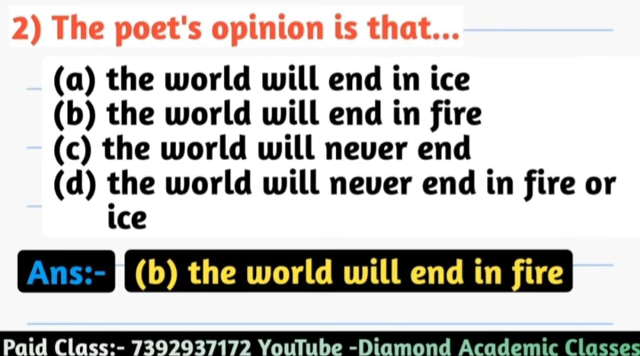 2) The poet's opinion is that...
(a) the world will end in ice
(b) the world will end in fire
(c) the world will never end
(d) the world will never end in fire or
ice
Ans:- (b) the world will end in fire
Paid Class:- 7392937172 YouTube -Diamond Academic Classes